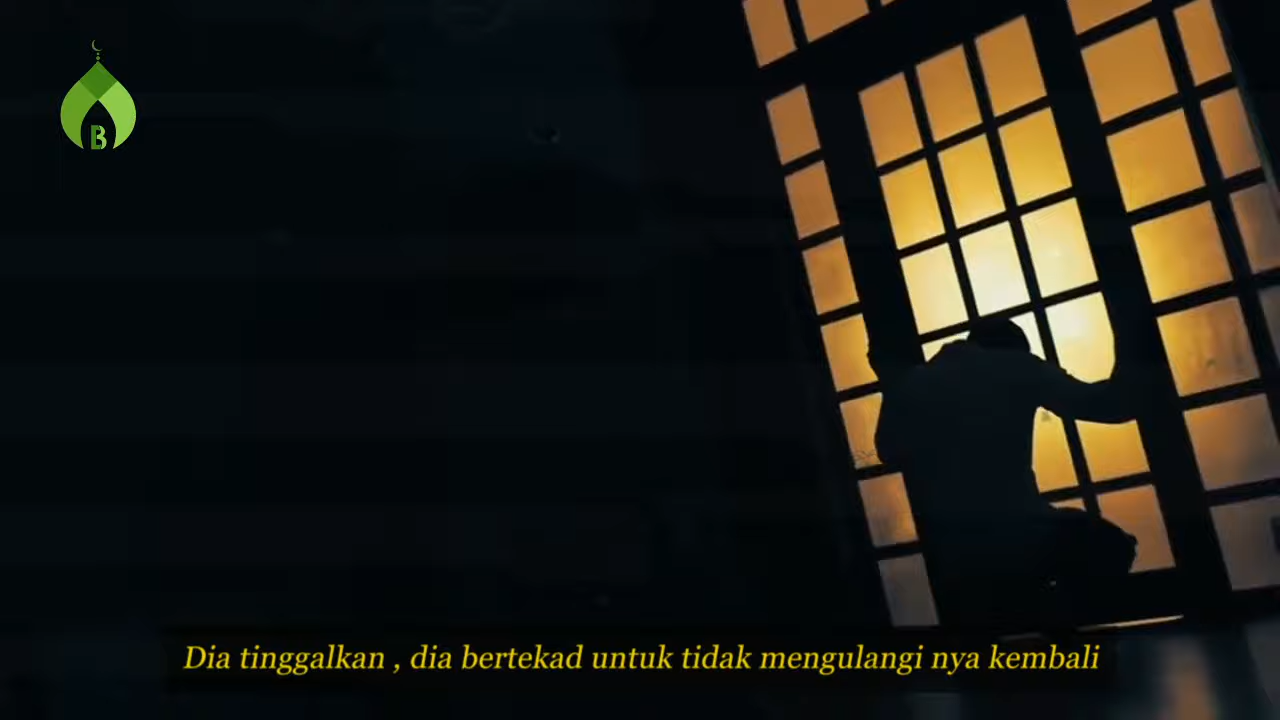 B
Dia tinggalkan , dia bertekad untuk tidak mengulangi nya kembali